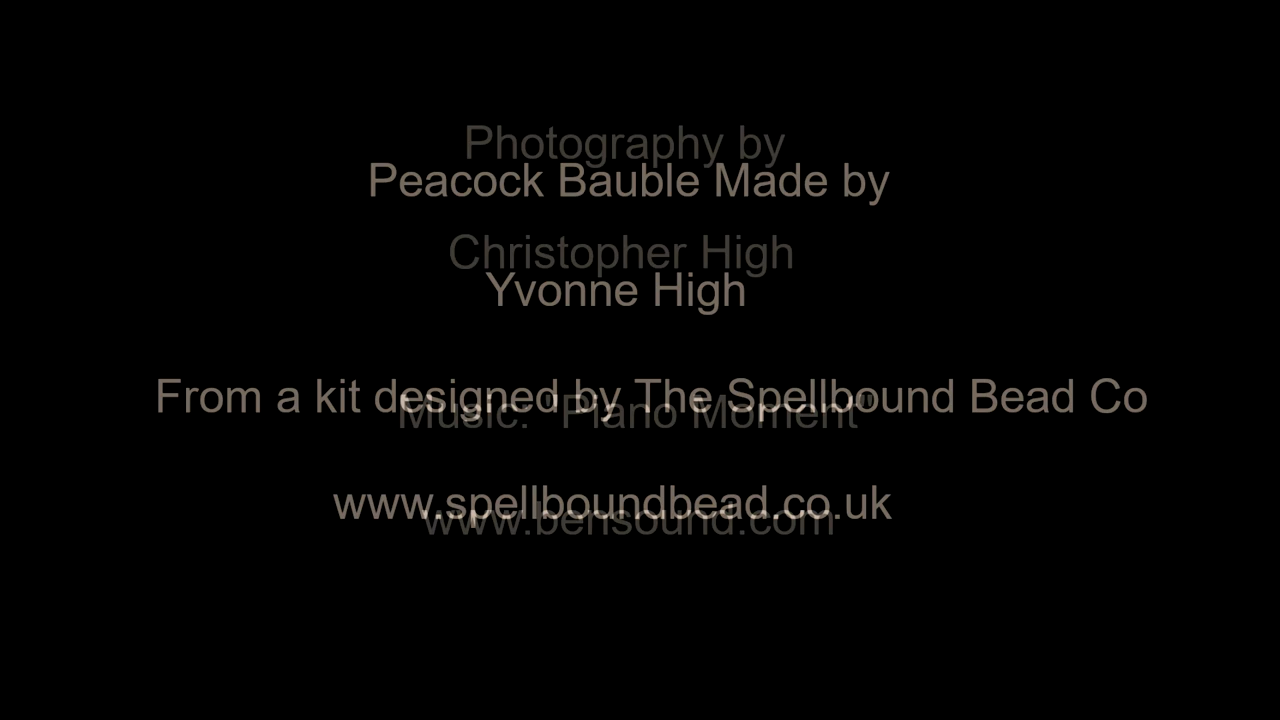 Photography by
Peacock Bauble Made by
Christopher High
Yvonne High
From a kit designed by The Spellbound Bead Co
Music: "Piano Moment"
www.spellboundbead.co.uk
www.bensound.com